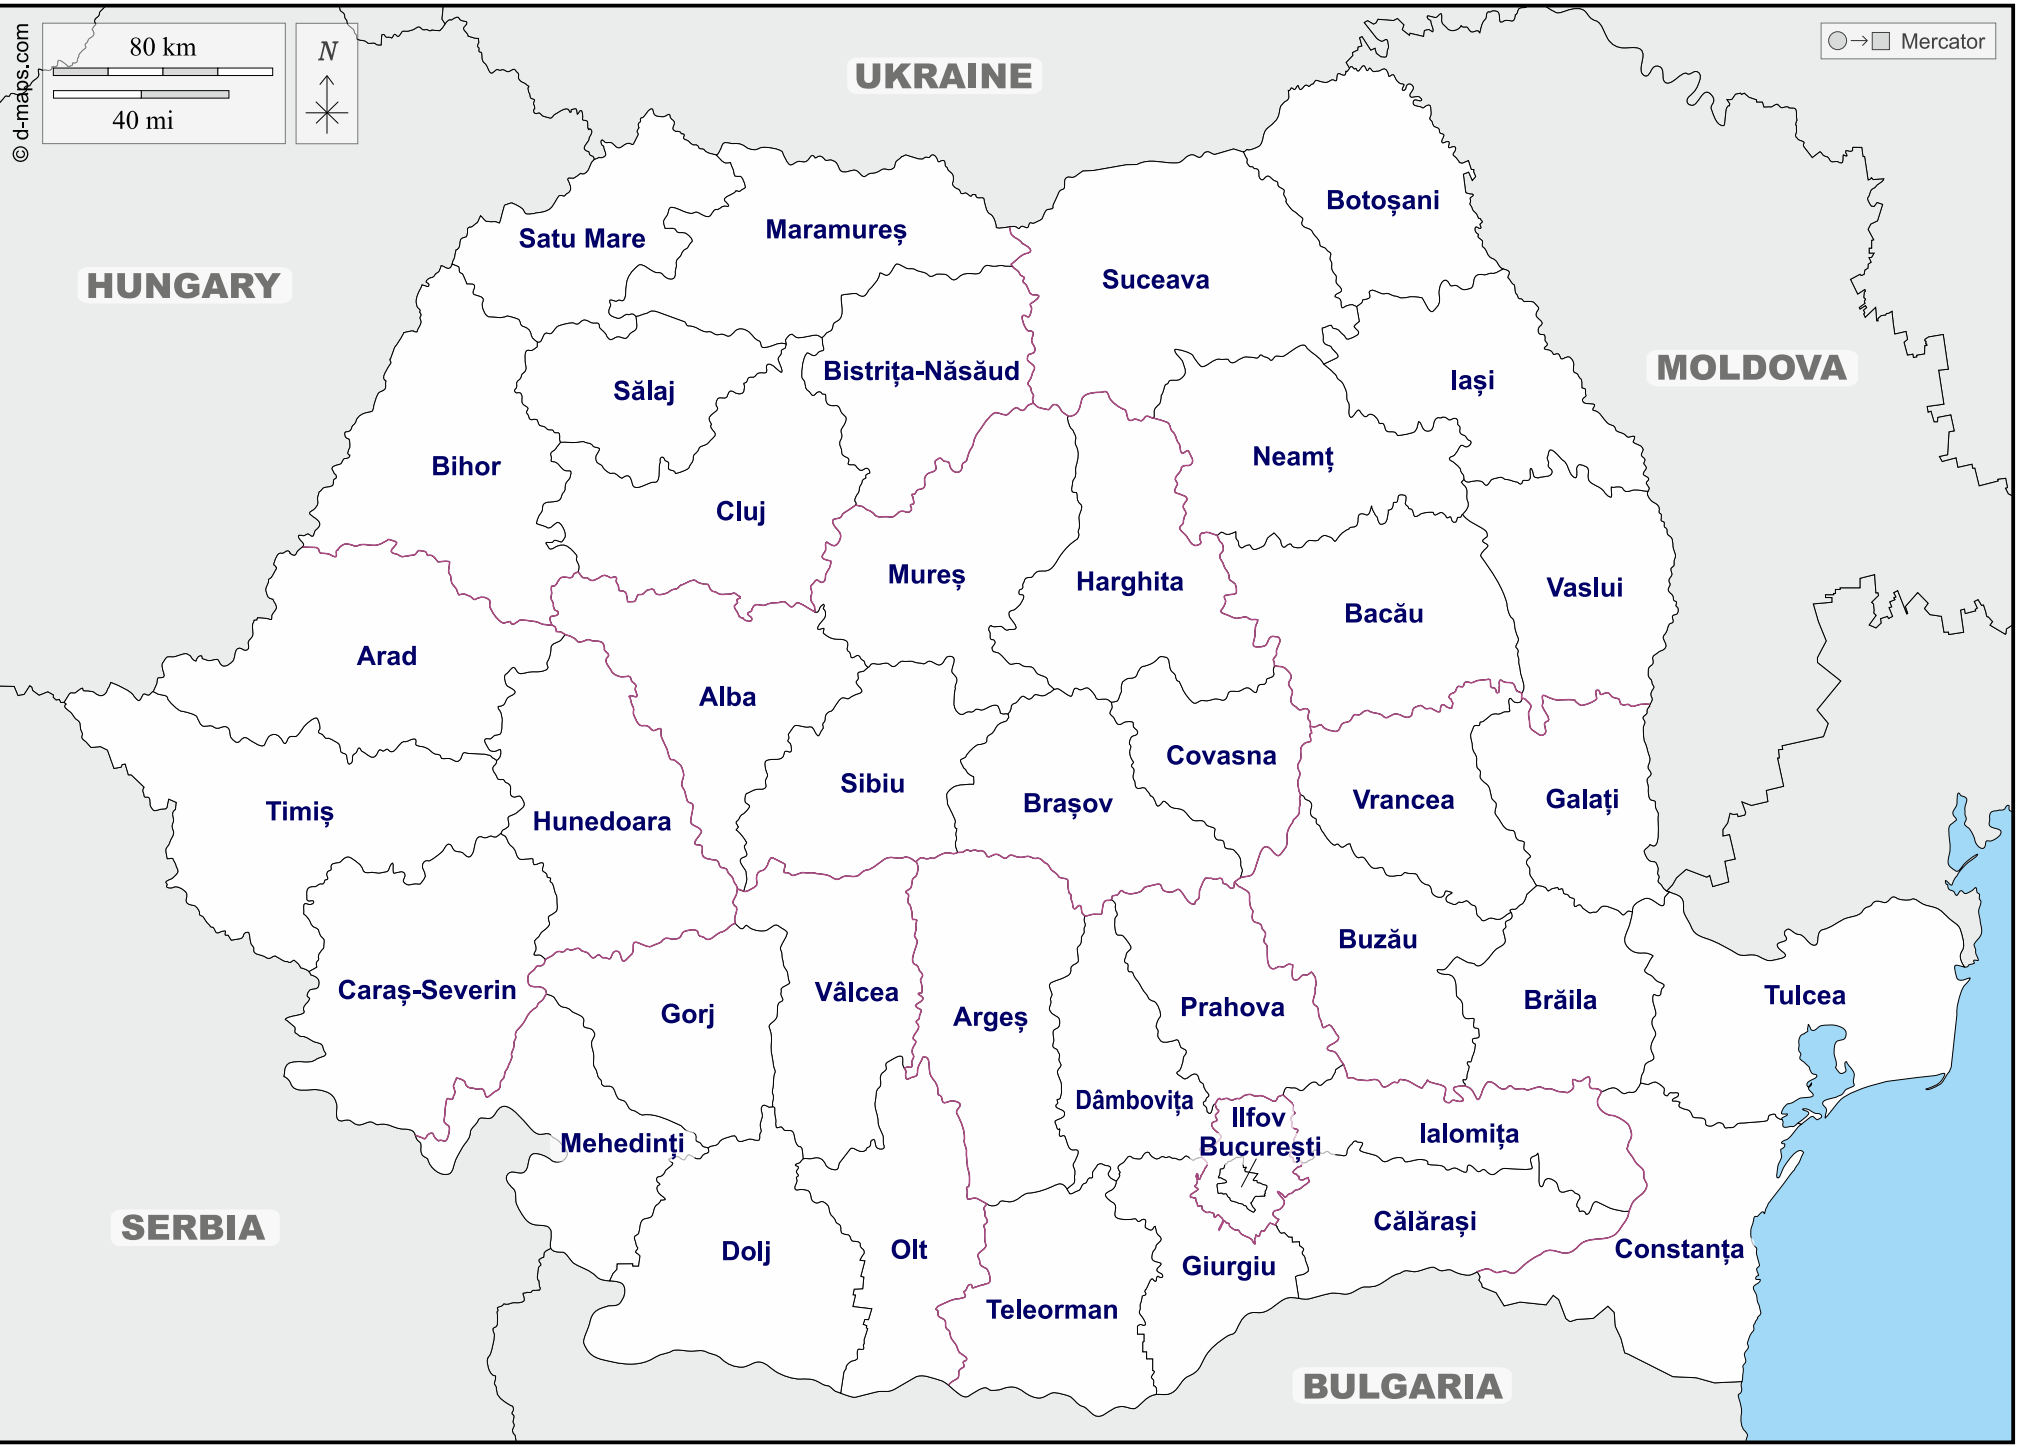 © d-maps.com
80 km
40 mi
N
Mercator
UKRAINE
HUNGARY
MOLDOVA
SERBIA
BULGARIA
Botoșani
Satu Mare
Maramureș
Suceava
Bistrița-Năsăud
Iași
Sălaj
Neamț
Bihor
Cluj
Mureș
Harghita
Vaslui
Bacău
Arad
Alba
Covasna
Sibiu
Brașov
Vrancea
Galați
Timiș
Hunedoara
Buzău
Caraș-Severin
Vâlcea
Gorj
Argeș
Prahova
Brăila
Tulcea
Dâmbovița
Ilfov
București
Ialomița
Mehedinți
Călărași
Dolj
Olt
Giurgiu
Constanța
Teleorman